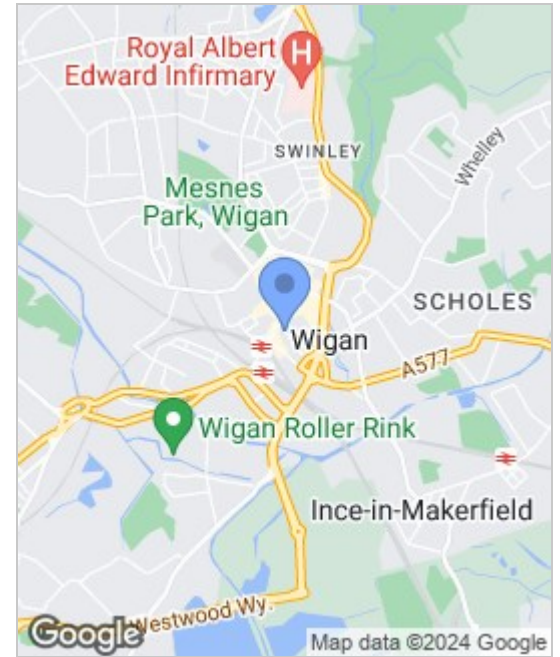 Royal Albert
Edward Infirmary
H
SWINLEY
Whelley
Mesnes
Park, Wigan
SCHOLES
Wigan
A577
Wigan Roller Rink
Ince-in-Makerfield
Westwood Wy.
Google
Map data ©2024 Google